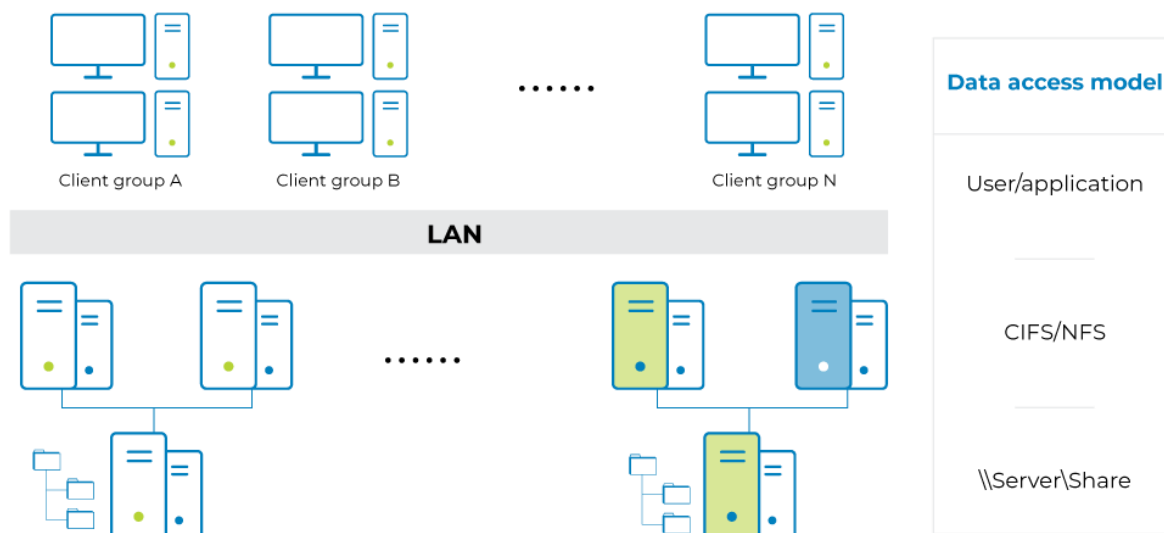 Client group A
Client group B
......
Client group N
LAN
......
Data access model
User/application
CIFS/NFS
\\Server\Share